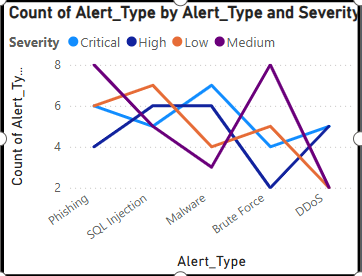 Count of Alert_Type by Alert_Type and Severity
Severity Critical High Low Medium
Count of Alert_Ty...
8
6
4
2
Phishing
SQL Injection
Malware
Brute Force
DDoS
Alert_Type